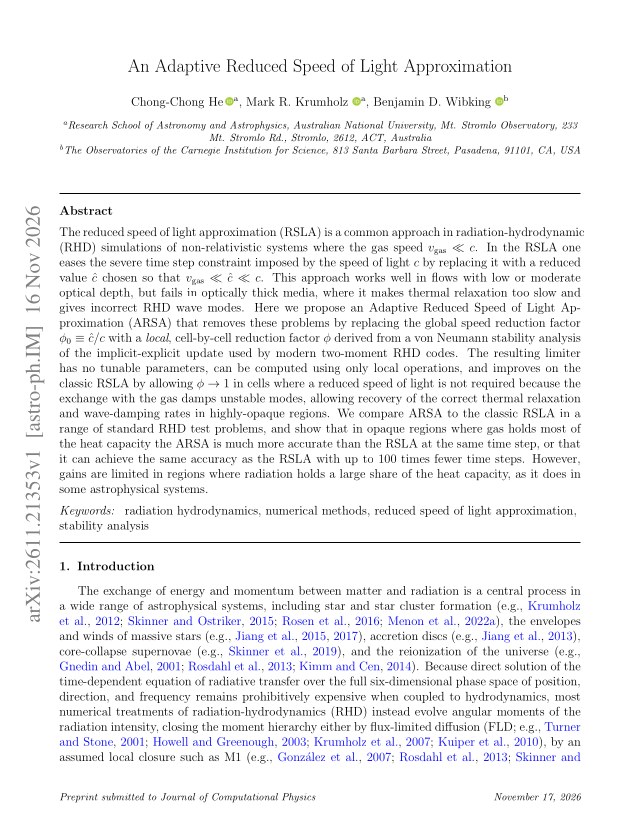 An Adaptive Reduced Speed of Light Approximation
Chong-Chong He a, Mark R. Krumholz a, Benjamin D. Wibking b
aResearch School of Astronomy and Astrophysics, Australian National University, Mt. Stromlo Observatory, 233
Mt. Stromlo Rd., Stromlo, 2612, ACT, Australia
bThe Observatories of the Carnegie Institution for Science, 813 Santa Barbara Street, Pasadena, 91101, CA, USA
arXiv:2611.21353v1 [astro-ph.IM] 16 Nov 2026
Abstract
The reduced speed of light approximation (RSLA) is a common approach in radiation-hydrodynamic
(RHD) simulations of non-relativistic systems where the gas speed vgas ≪ c. In the RSLA one
eases the severe time step constraint imposed by the speed of light c by replacing it with a reduced
value ĉ chosen so that vgas ≪ ĉ ≪ c. This approach works well in flows with low or moderate
optical depth, but fails in optically thick media, where it makes thermal relaxation too slow and
gives incorrect RHD wave modes. Here we propose an Adaptive Reduced Speed of Light Ap-
proximation (ARSA) that removes these problems by replacing the global speed reduction factor
ϕ0 ≡ ĉ/c with a local, cell-by-cell reduction factor ϕ derived from a von Neumann stability analysis
of the implicit-explicit update used by modern two-moment RHD codes. The resulting limiter
has no tunable parameters, can be computed using only local operations, and improves on the
classic RSLA by allowing ϕ → 1 in cells where a reduced speed of light is not required because the
exchange with the gas damps unstable modes, allowing recovery of the correct thermal relaxation
and wave-damping rates in highly-opaque regions. We compare ARSA to the classic RSLA in a
range of standard RHD test problems, and show that in opaque regions where gas holds most of
the heat capacity the ARSA is much more accurate than the RSLA at the same time step, or that
it can achieve the same accuracy as the RSLA with up to 100 times fewer time steps. However,
gains are limited in regions where radiation holds a large share of the heat capacity, as it does in
some astrophysical systems.
Keywords: radiation hydrodynamics, numerical methods, reduced speed of light approximation,
stability analysis
1. Introduction
The exchange of energy and momentum between matter and radiation is a central process in
a wide range of astrophysical systems, including star and star cluster formation (e.g., Krumholz
et al., 2012; Skinner and Ostriker, 2015; Rosen et al., 2016; Menon et al., 2022a), the envelopes
and winds of massive stars (e.g., Jiang et al., 2015, 2017), accretion discs (e.g., Jiang et al., 2013),
core-collapse supernovae (e.g., Skinner et al., 2019), and the reionization of the universe (e.g.,
Gnedin and Abel, 2001; Rosdahl et al., 2013; Kimm and Cen, 2014). Because direct solution of the
time-dependent equation of radiative transfer over the full six-dimensional phase space of position,
direction, and frequency remains prohibitively expensive when coupled to hydrodynamics, most
numerical treatments of radiation-hydrodynamics (RHD) instead evolve angular moments of the
radiation intensity, closing the moment hierarchy either by flux-limited diffusion (FLD; e.g., Turner
and Stone, 2001; Howell and Greenough, 2003; Krumholz et al., 2007; Kuiper et al., 2010), by an
assumed local closure such as M1 (e.g., González et al., 2007; Rosdahl et al., 2013; Skinner and
Preprint submitted to Journal of Computational Physics
November 17, 2026